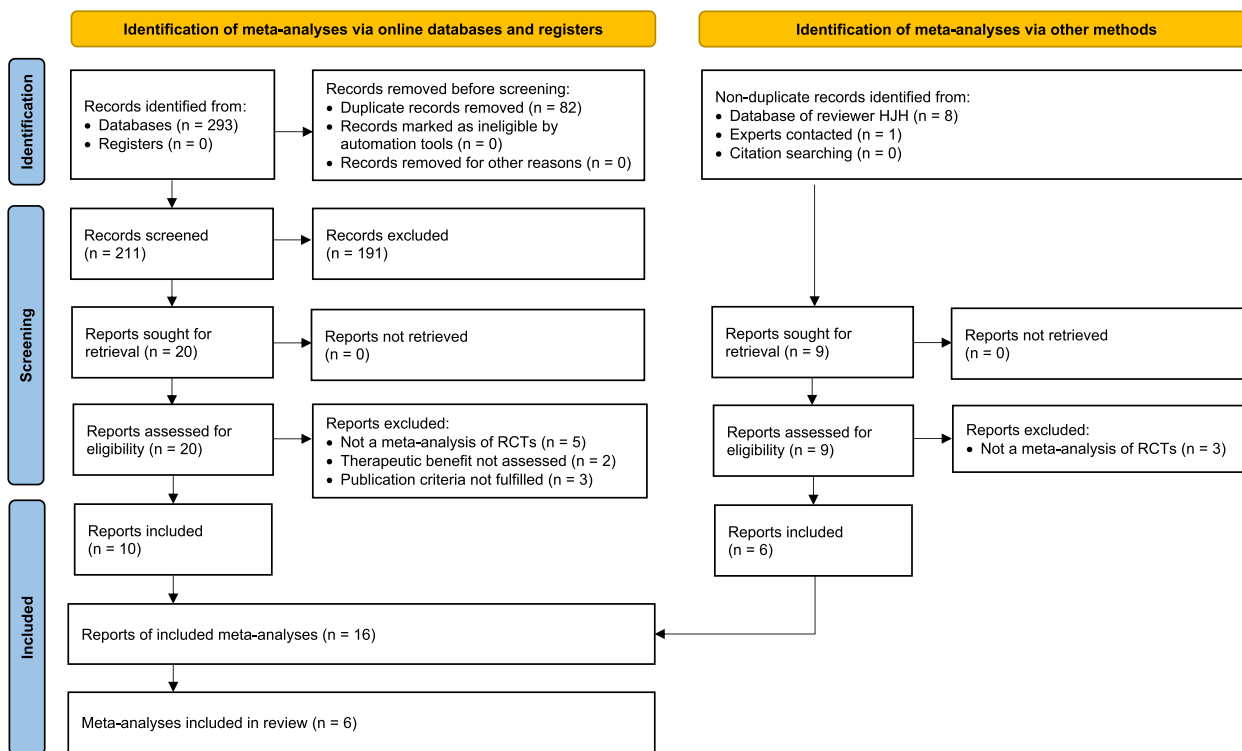 Identification of meta-analyses via online databases and registers
Identification of meta-analyses via other methods
Identification
Records identified from:
• Databases (n = 293)
• Registers (n = 0)
Records removed before screening:
• Duplicate records removed (n = 82)
• Records marked as ineligible by
automation tools (n = 0)
• Records removed for other reasons (n = 0)
Non-duplicate records identified from:
• Database of reviewer HJH (n = 8)
• Experts contacted (n = 1)
• Citation searching (n = 0)
Screening
Records screened
(n = 211)
Records excluded
(n = 191)
Reports sought for
retrieval (n = 20)
Reports not retrieved
(n = 0)
Reports sought for
retrieval (n = 9)
Reports not retrieved
(n = 0)
Reports assessed for
eligibility (n = 20)
Reports excluded:
• Not a meta-analysis of RCTs (n = 5)
• Therapeutic benefit not assessed (n = 2)
• Publication criteria not fulfilled (n = 3)
Reports assessed for
eligibility (n = 9)
Reports excluded:
• Not a meta-analysis of RCTs (n = 3)
Included
Reports included
(n = 10)
Reports included
(n = 6)
Reports of included meta-analyses (n = 16)
Meta-analyses included in review (n = 6)